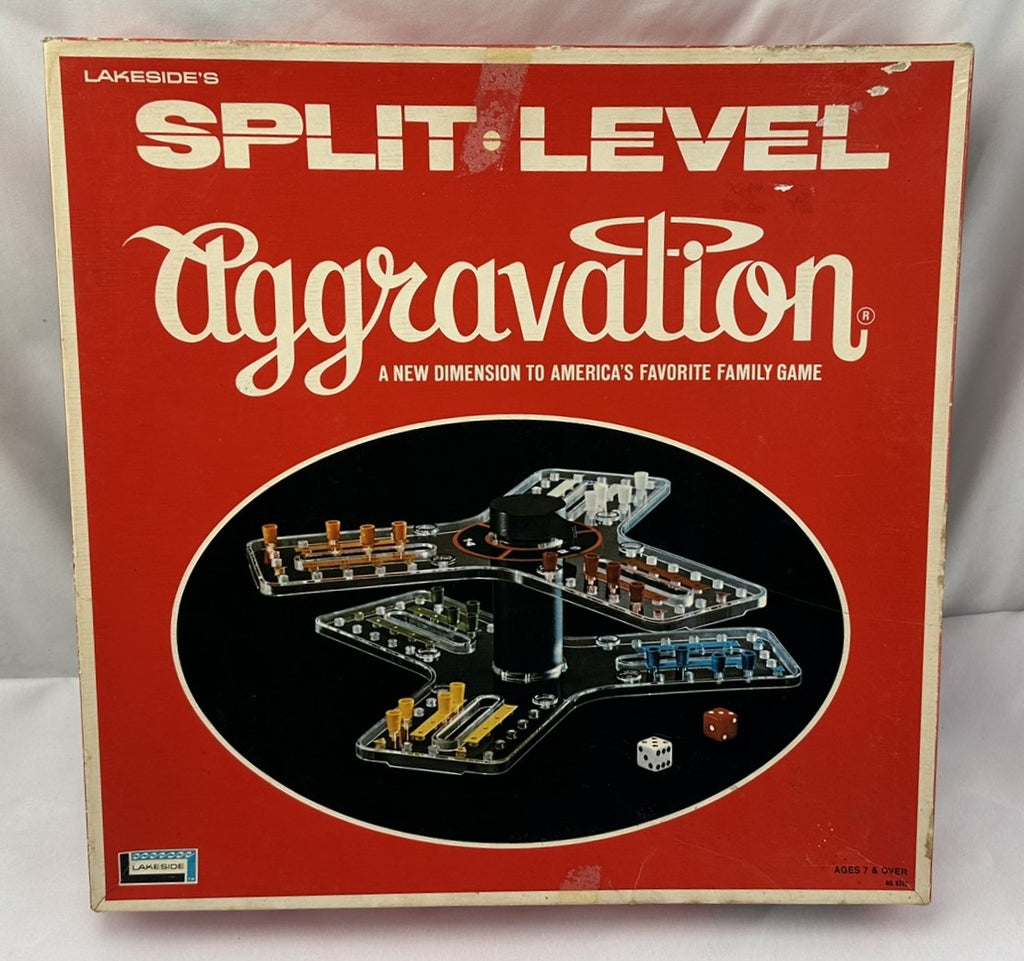 LAKESIDE'S
SPLIT·LEVEL
Aggravation®
A NEW DIMENSION TO AMERICA'S FAVORITE FAMILY GAME
LAKESIDE
AGES 7 & OVER